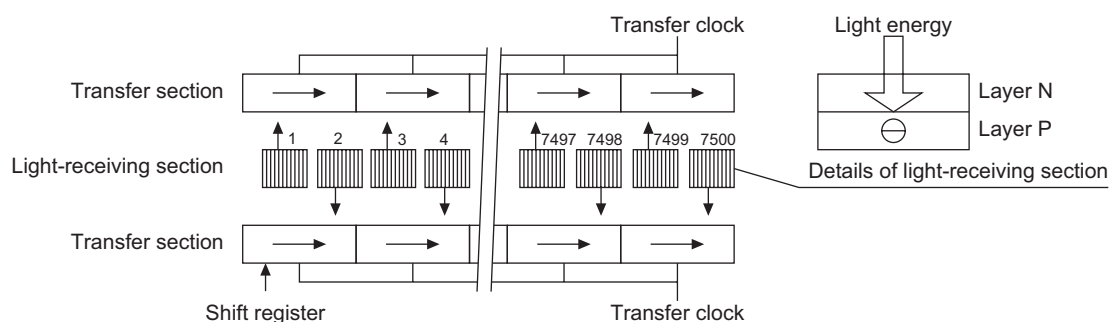 Transfer clock
Light energy
Transfer section
Layer N
Layer P
1 2 3 4 7497 7498 7499 7500
Light-receiving section
Details of light-receiving section
Transfer section
Shift register
Transfer clock